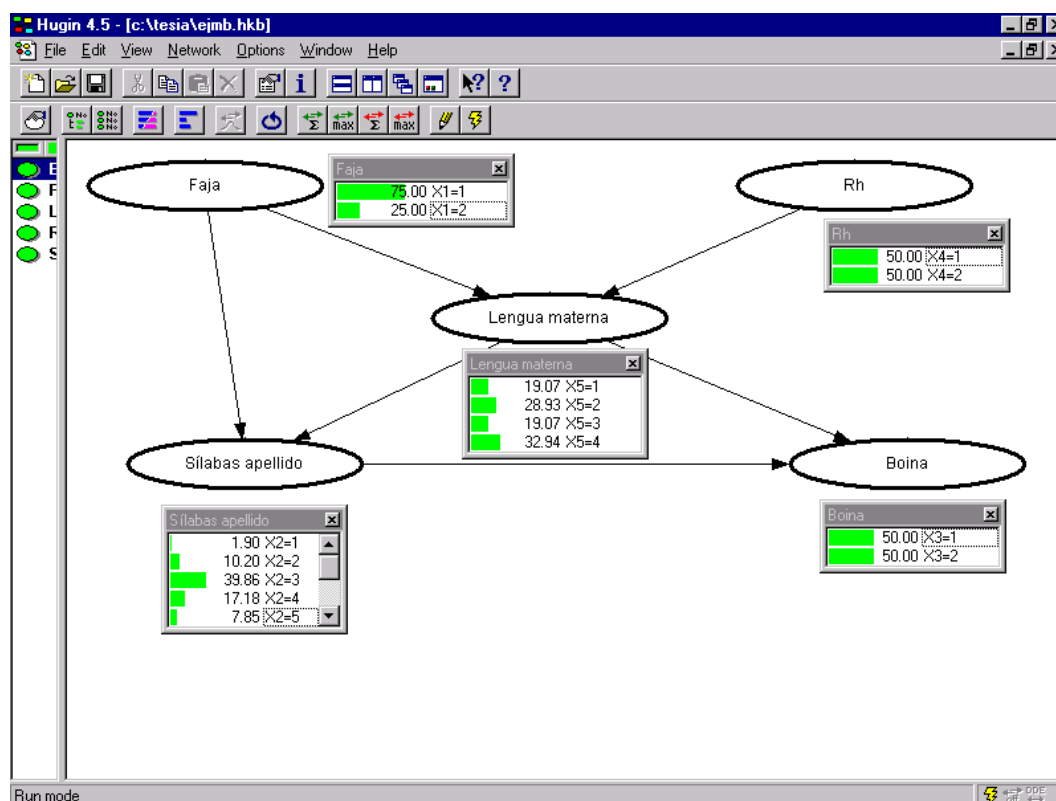 Hugin 4.5 - [c:\tesia\ejmb.hkb]
File Edit View Network Options Window Help
Σ max Σ max
E
F
L
R
S
Faja
Faja
75.00 X1=1
25.00 X1=2
Rh
Rh
50.00 X4=1
50.00 X4=2
Lengua materna
Lengua materna
19.07 X5=1
28.93 X5=2
19.07 X5=3
32.94 X5=4
Sílabas apellido
Boina
Sílabas apellido
1.90 X2=1
10.20 X2=2
39.86 X2=3
17.18 X2=4
7.85 X2=5
Boina
50.00 X3=1
50.00 X3=2
Run mode